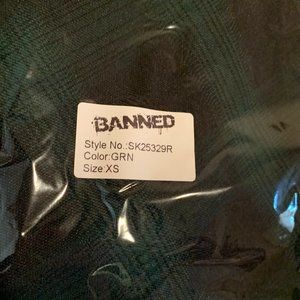 BANNED
Style No.:SK25329R
Color:GRN
Size:XS